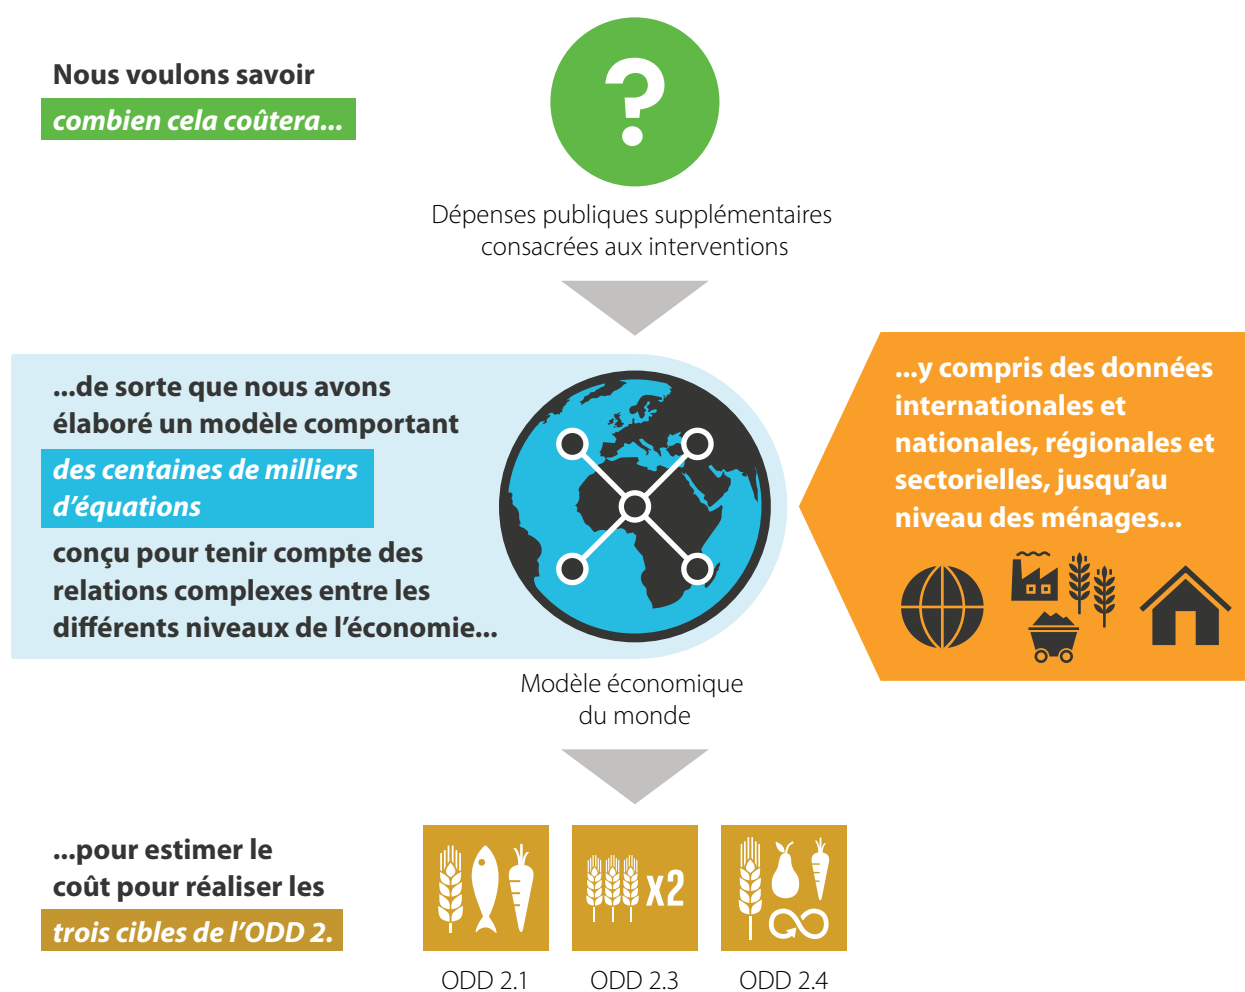 Nous voulons savoir
combien cela coûtera...
?
Dépenses publiques supplémentaires
consacrées aux interventions
...de sorte que nous avons
élaboré un modèle comportant
des centaines de milliers
d’équations
conçu pour tenir compte des
relations complexes entre les
différents niveaux de l’économie...
...y compris des données
internationales et
nationales, régionales et
sectorielles, jusqu’au
niveau des ménages...
Modèle économique
du monde
...pour estimer le
coût pour réaliser les
trois cibles de l’ODD 2.
x2
ODD 2.1
ODD 2.3
ODD 2.4